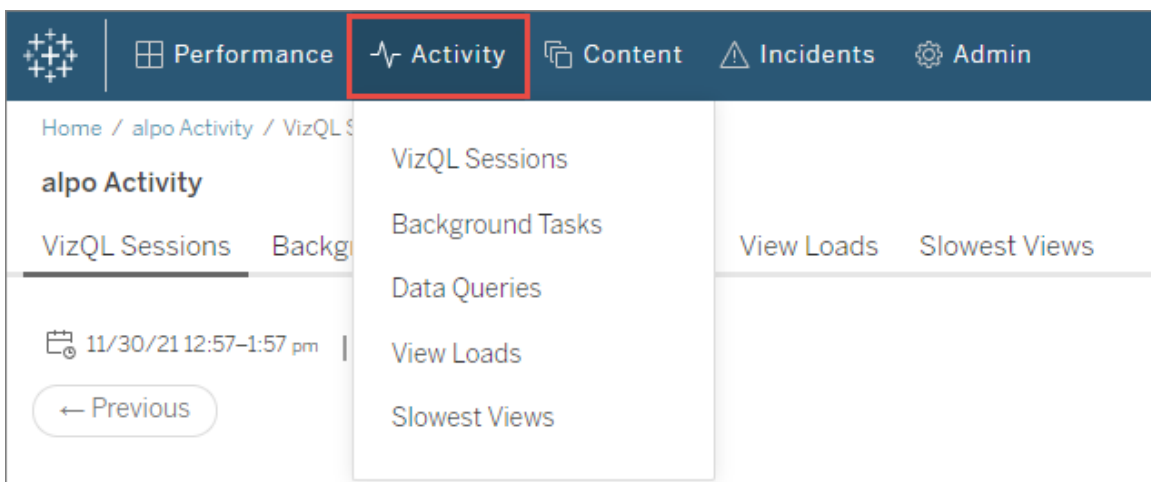 Performance Activity Content Incidents Admin
Home / alpo Activity / VizQL
alpo Activity
VizQL Sessions View Loads Slowest Views
11/30/21 12:57–1:57 pm |
← Previous
VizQL Sessions
Background Tasks
Data Queries
View Loads
Slowest Views